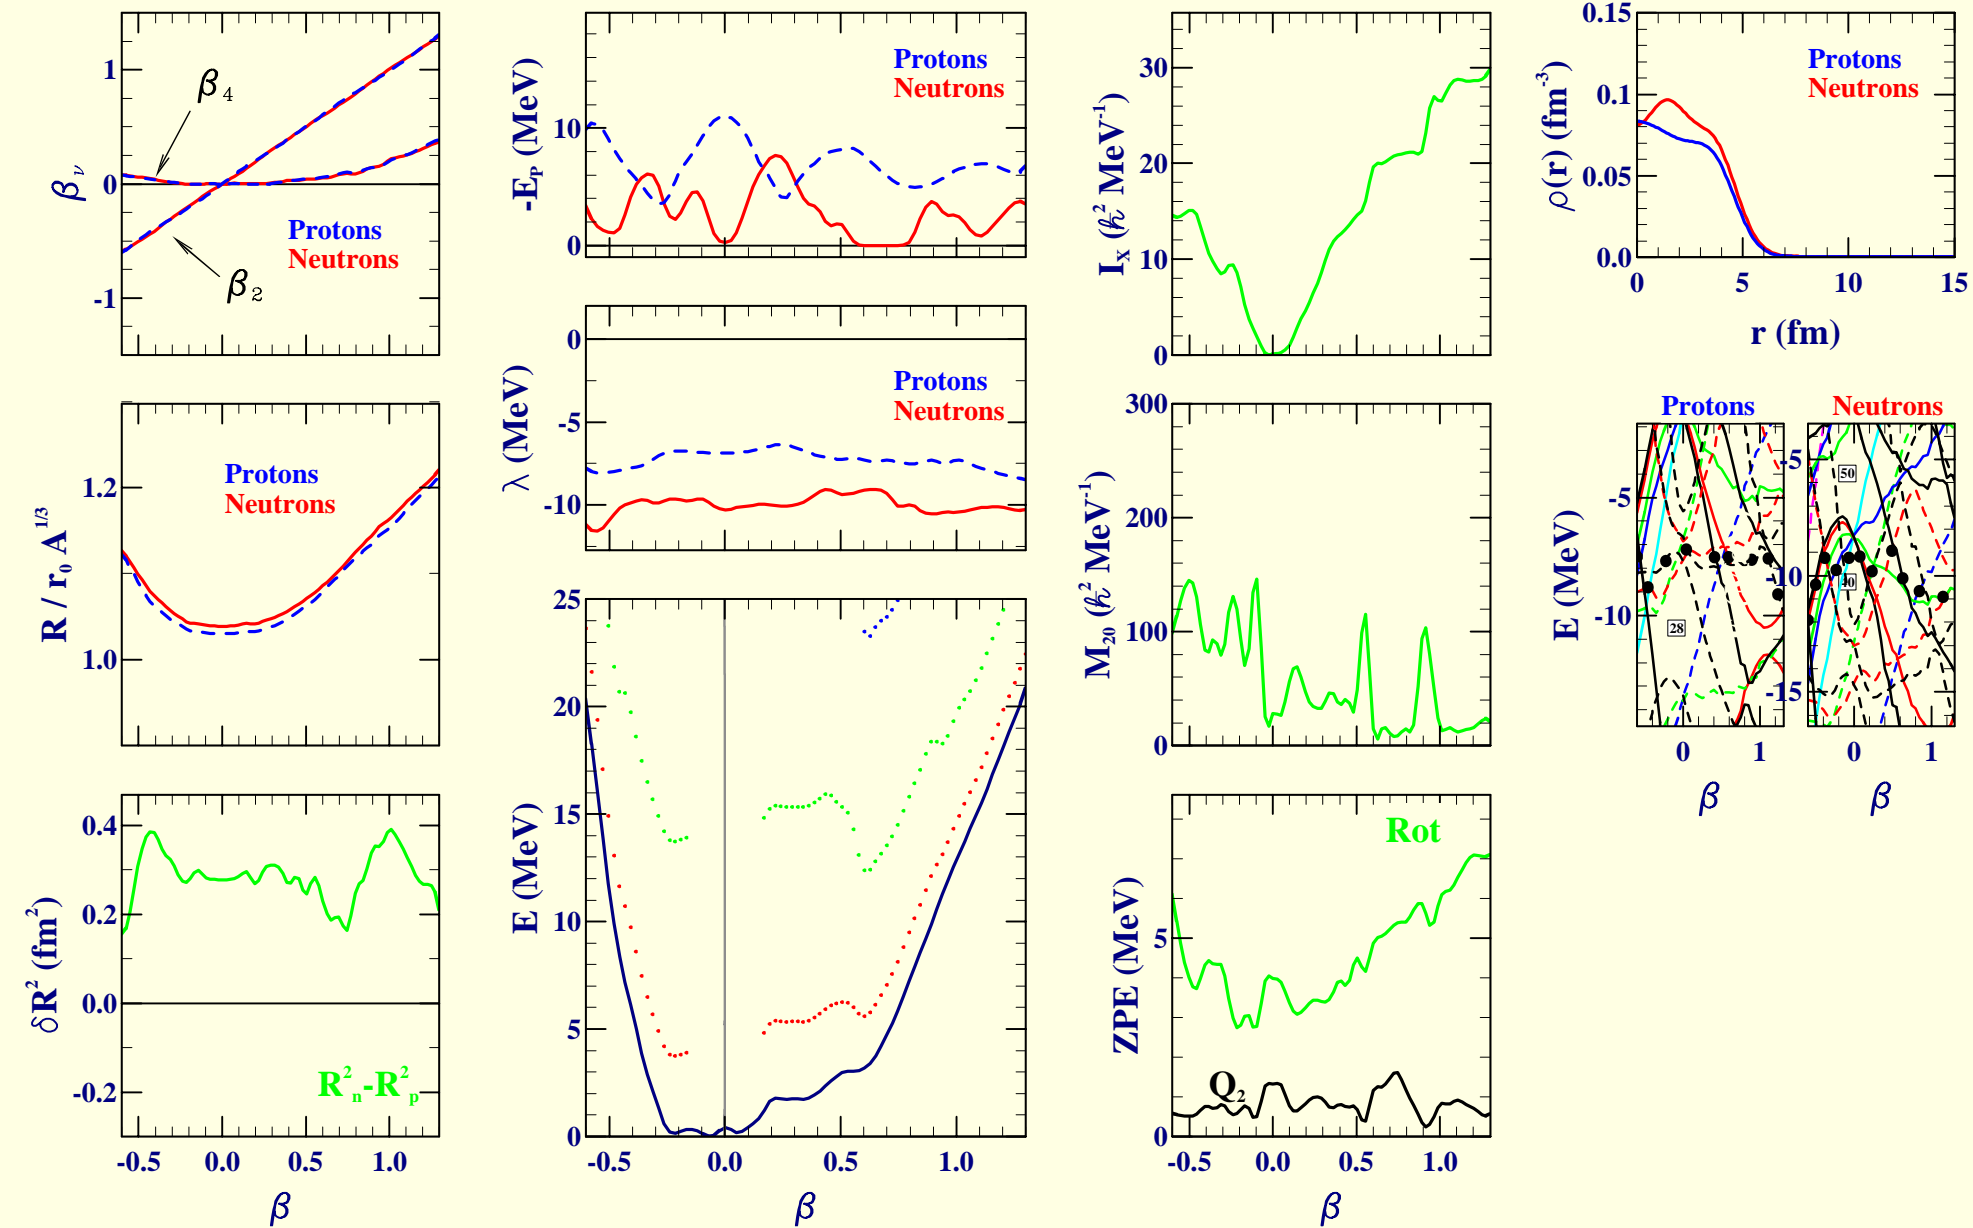 1
0
-1
βν
β4
β2
Protons
Neutrons
1.2
1.0
R / r0 A1/3
Protons
Neutrons
0.4
0.2
0.0
-0.2
δR2 (fm2)
R2n-R2p
-0.5 0.0 0.5 1.0
β
10
0
-EP (MeV)
Protons
Neutrons
0
-5
-10
λ (MeV)
Protons
Neutrons
25
20
15
10
5
0
E (MeV)
-0.5 0.0 0.5 1.0
β
30
20
10
0
IX (ℏ2 MeV-1)
300
200
100
0
M20 (ℏ2 MeV-1)
5
0
ZPE (MeV)
Rot
Q2
-0.5 0.0 0.5 1.0
β
0.15
0.1
0.05
0.0
ρ(r) (fm-3)
Protons
Neutrons
0 5 10 15
r (fm)
Protons Neutrons
-5
-10
E (MeV)
28
-5
-10
-15
50
40
0 1
0 1
β β